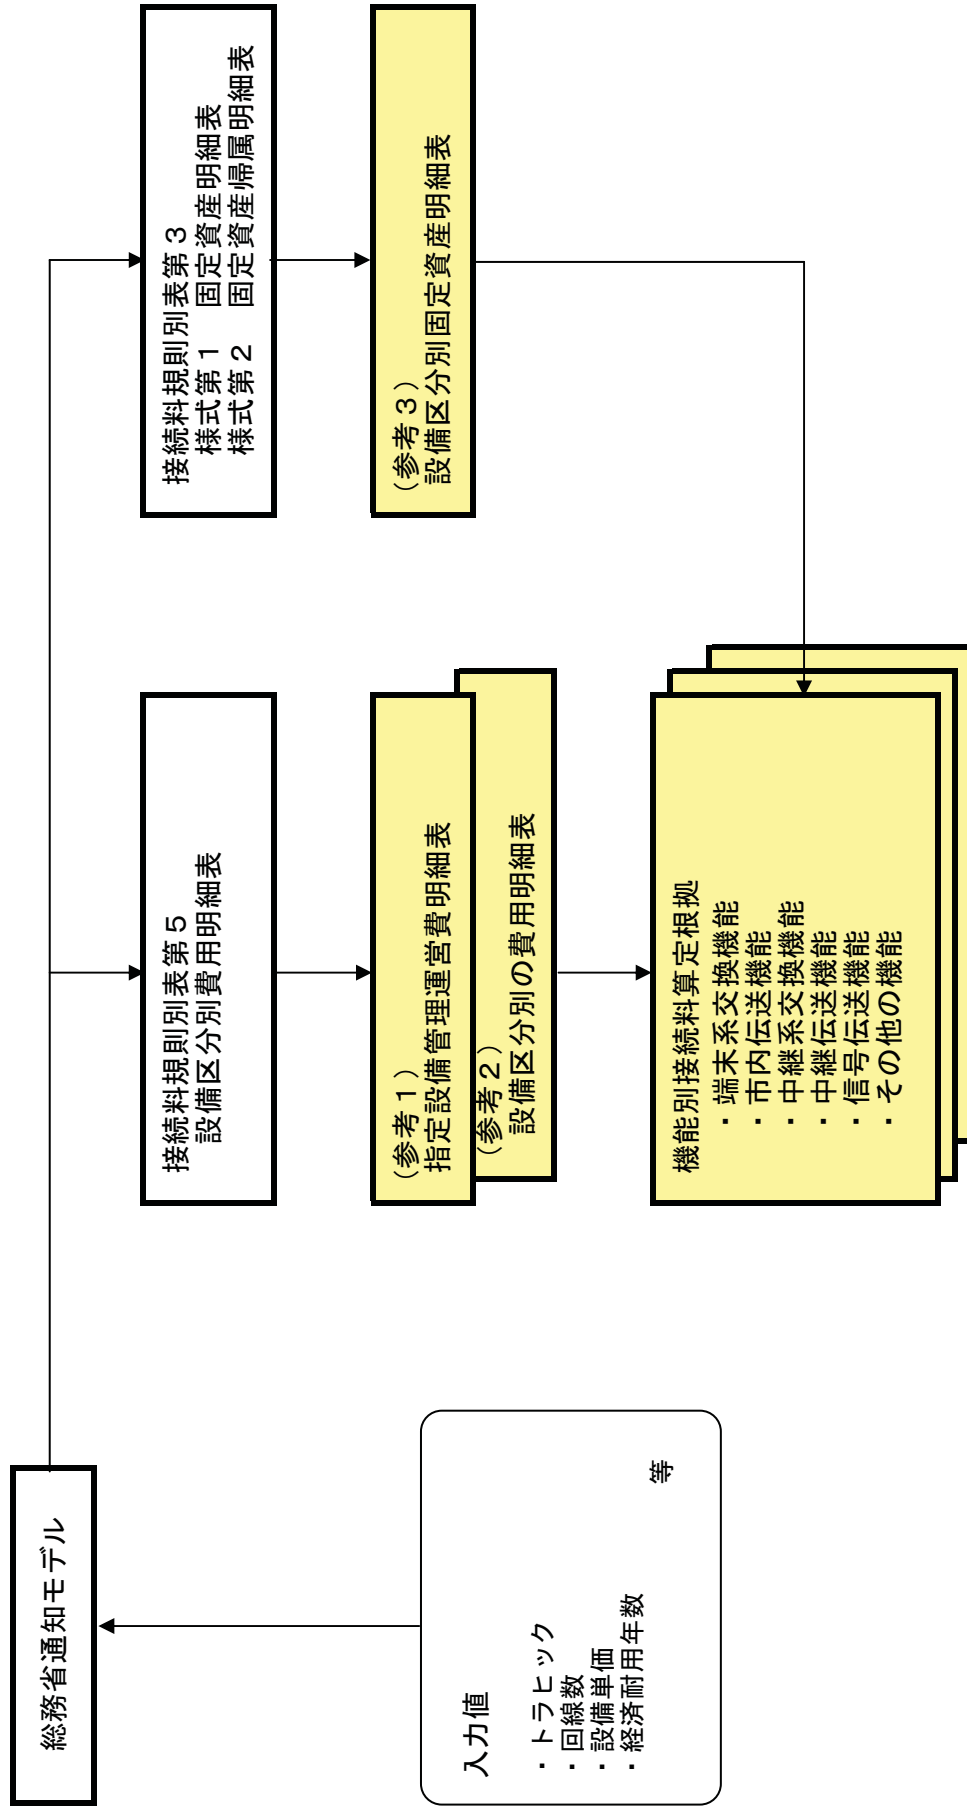 総務省通知モデル
入力値
・トラヒック
・回線数
・設備単価
・経済耐用年数
等
接続料規則別表第５
設備区分別費用明細表
（参考１）
指定設備管理運営費明細表
（参考２）
設備区分別の費用明細表
機能別接続料算定根拠
・端末系交換機能
・市内伝送機能
・中継系交換機能
・中継伝送機能
・信号伝送機能
・その他の機能
接続料規則別表第３
様式第１　固定資産明細表
様式第２　固定資産帰属明細表
（参考３）
設備区分別固定資産明細表